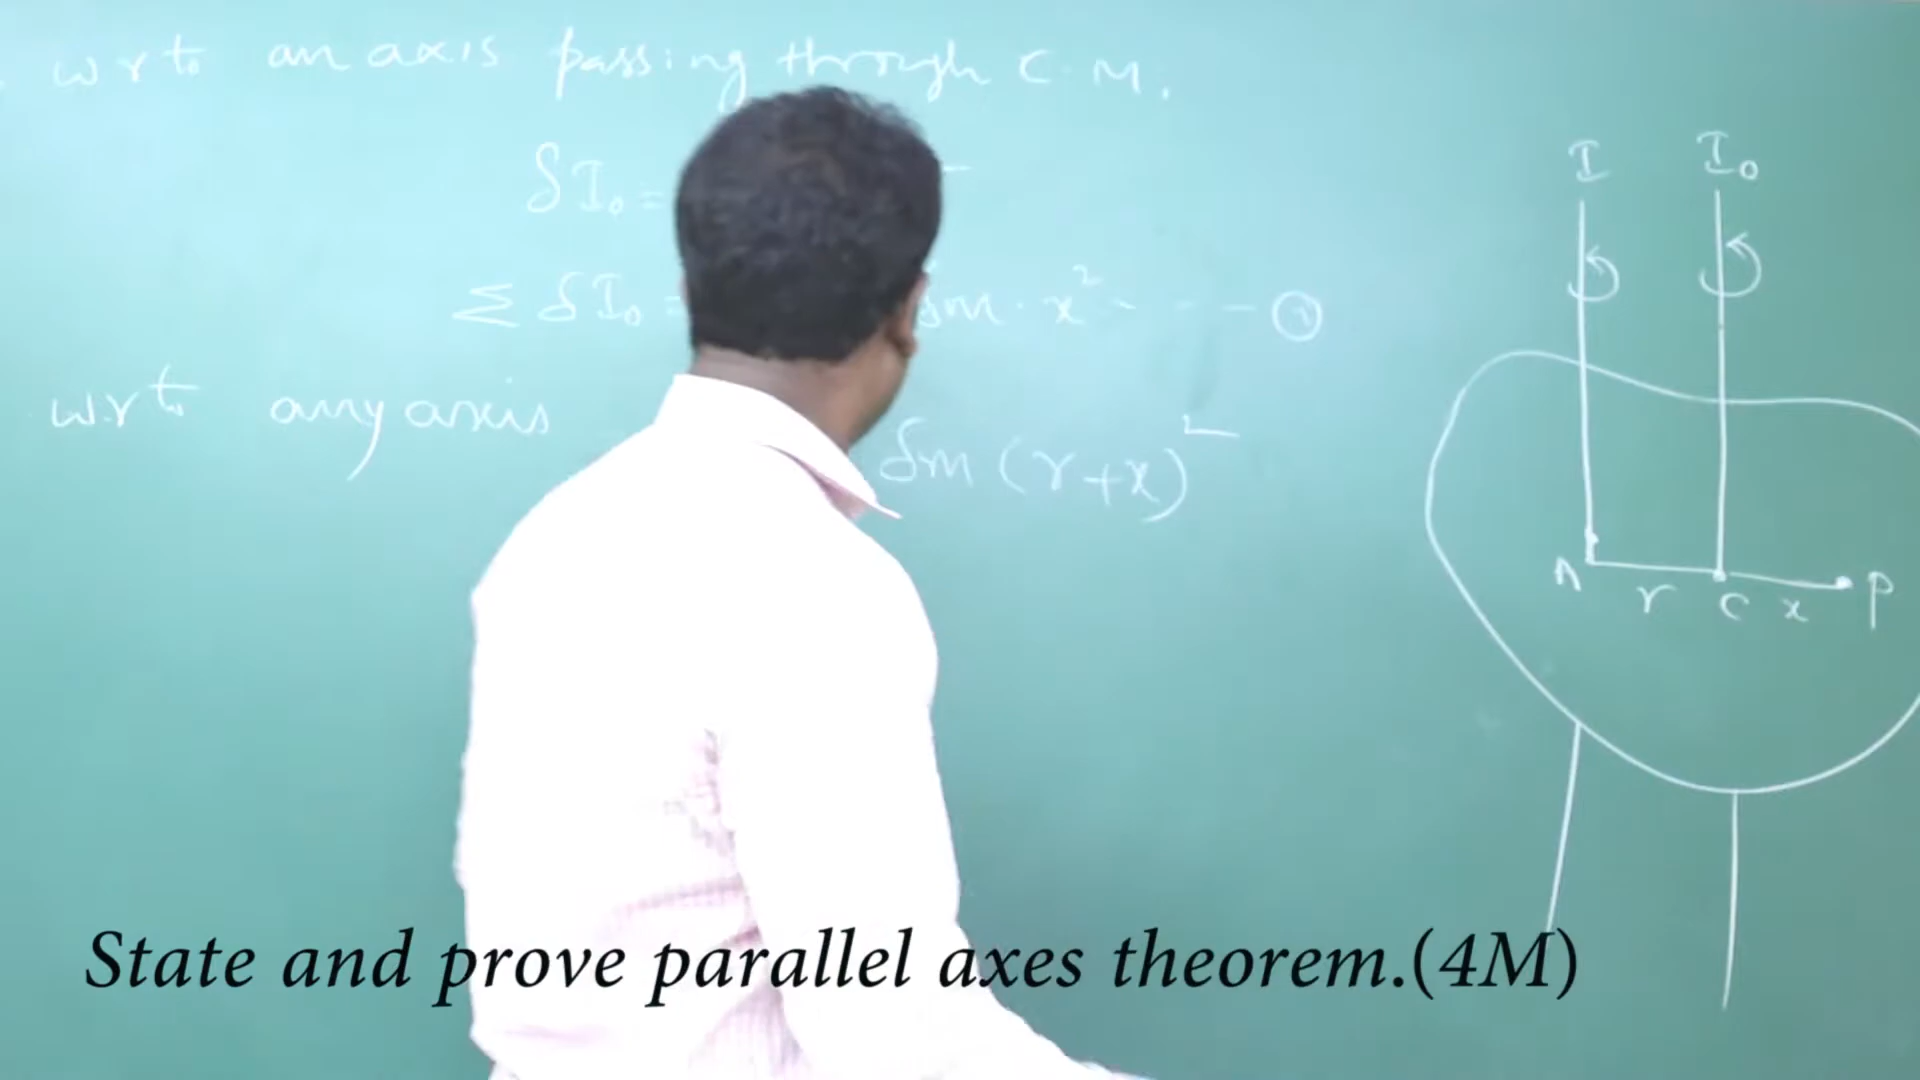 w r to an axis passing through C.M.
I I₀
δI₀ =
Σ δI₀ = δm · x² - - - ①
w.r to any axis δm (r+x)²
A r C x P
State and prove parallel axes theorem.(4M)